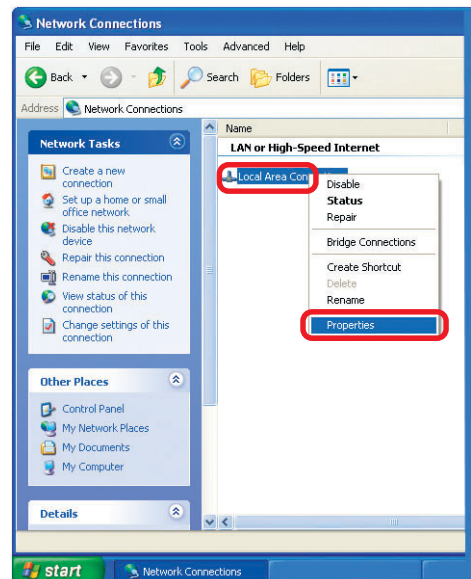 Network Connections
File Edit View Favorites Tools Advanced Help
Back Search Folders
Address Network Connections
Network Tasks
Create a new
connection
Set up a home or small
office network
Disable this network
device
Repair this connection
Rename this connection
View status of this
connection
Change settings of this
connection
Other Places
Control Panel
My Network Places
My Documents
My Computer
Details
Name
LAN or High-Speed Internet
Local Area Con
Disable
Status
Repair
Bridge Connections
Create Shortcut
Delete
Rename
Properties
start Network Connections